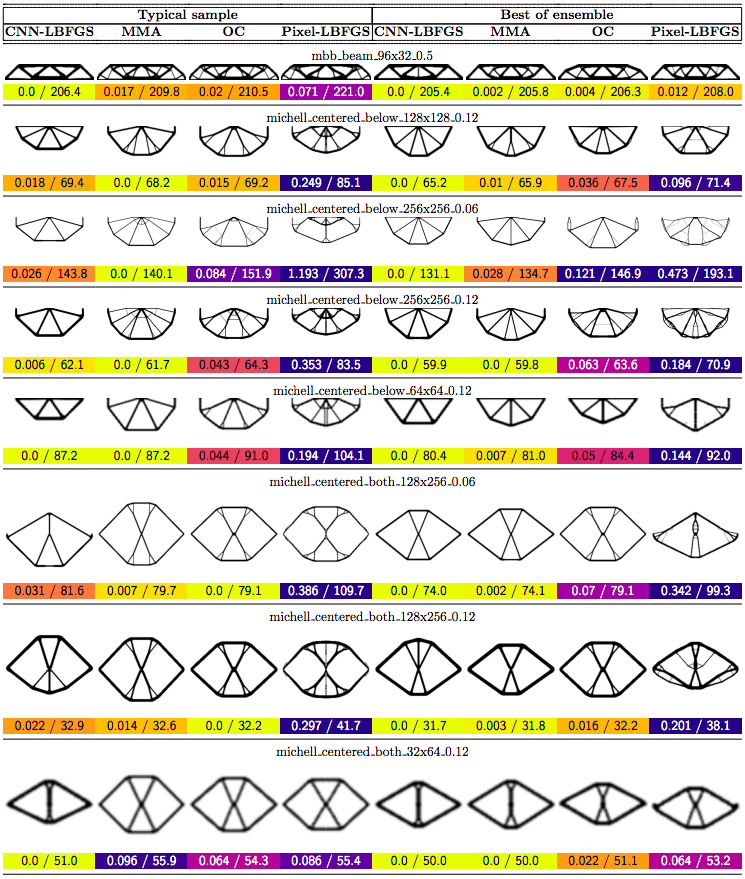 Typical sample Best of ensemble
CNN-LBFGS MMA OC Pixel-LBFGS CNN-LBFGS MMA OC Pixel-LBFGS
mbb_beam_96x32_0.5
0.0 / 206.4 0.017 / 209.8 0.02 / 210.5 0.071 / 221.0 0.0 / 205.4 0.002 / 205.8 0.004 / 206.3 0.012 / 208.0
michell_centered_below_128x128_0.12
0.018 / 69.4 0.0 / 68.2 0.015 / 69.2 0.249 / 85.1 0.0 / 65.2 0.01 / 65.9 0.036 / 67.5 0.096 / 71.4
michell_centered_below_256x256_0.06
0.026 / 143.8 0.0 / 140.1 0.084 / 151.9 1.193 / 307.3 0.0 / 131.1 0.028 / 134.7 0.121 / 146.9 0.473 / 193.1
michell_centered_below_256x256_0.12
0.006 / 62.1 0.0 / 61.7 0.043 / 64.3 0.353 / 83.5 0.0 / 59.9 0.0 / 59.8 0.063 / 63.6 0.184 / 70.9
michell_centered_below_64x64_0.12
0.0 / 87.2 0.0 / 87.2 0.044 / 91.0 0.194 / 104.1 0.0 / 80.4 0.007 / 81.0 0.05 / 84.4 0.144 / 92.0
michell_centered_both_128x256_0.06
0.031 / 81.6 0.007 / 79.7 0.0 / 79.1 0.386 / 109.7 0.0 / 74.0 0.002 / 74.1 0.07 / 79.1 0.342 / 99.3
michell_centered_both_128x256_0.12
0.022 / 32.9 0.014 / 32.6 0.0 / 32.2 0.297 / 41.7 0.0 / 31.7 0.003 / 31.8 0.016 / 32.2 0.201 / 38.1
michell_centered_both_32x64_0.12
0.0 / 51.0 0.096 / 55.9 0.064 / 54.3 0.086 / 55.4 0.0 / 50.0 0.0 / 50.0 0.022 / 51.1 0.064 / 53.2